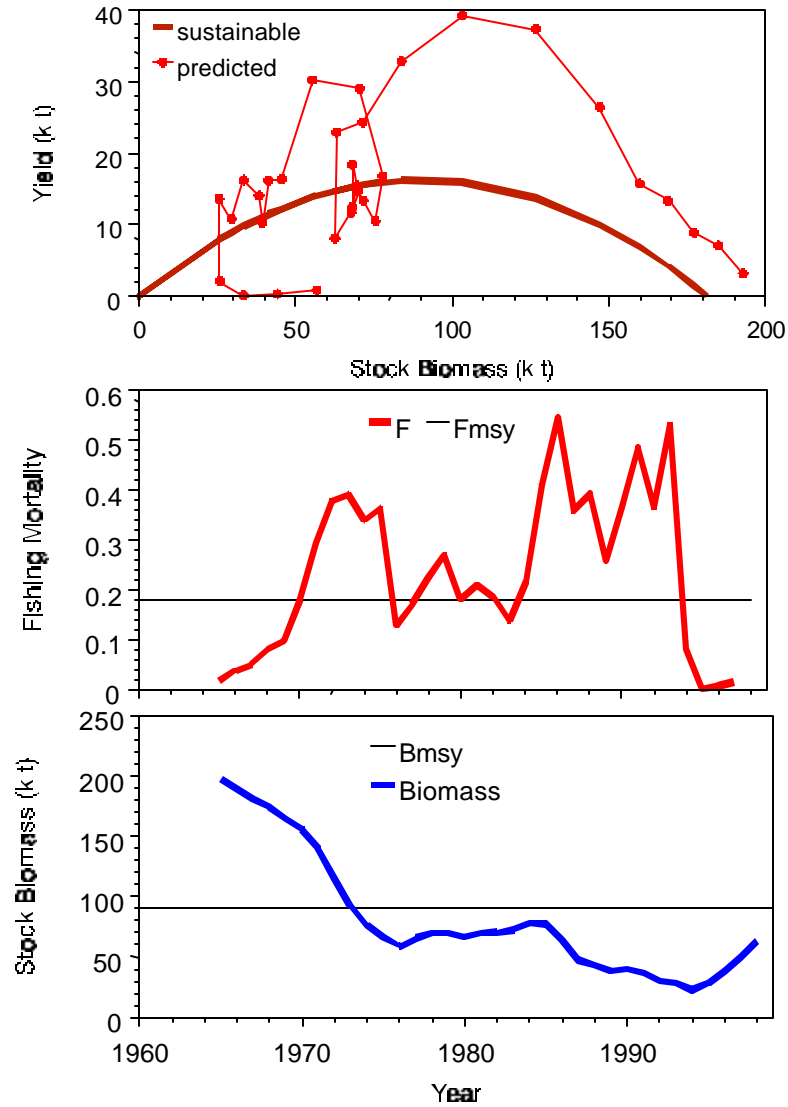 40
sustainable
predicted
30
20
10
0
Yield (k t)
0 50 100 150 200
Stock Biomass (k t)
0.6
F Fmsy
0.5
0.4
0.3
0.2
0.1
0
Fishing Mortality
250
Bmsy
200
Biomass
150
100
50
0
Stock Biomass (k t)
1960 1970 1980 1990
Year